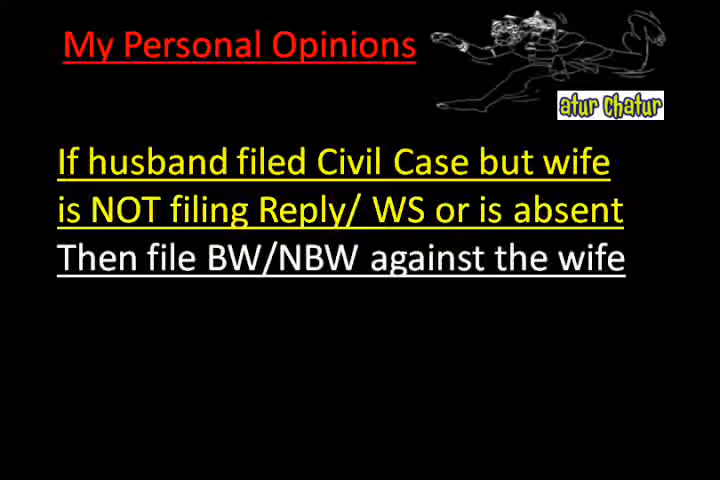 My Personal Opinions
atur chatur
If husband filed Civil Case but wife
is NOT filing Reply/ WS or is absent
Then file BW/NBW against the wife